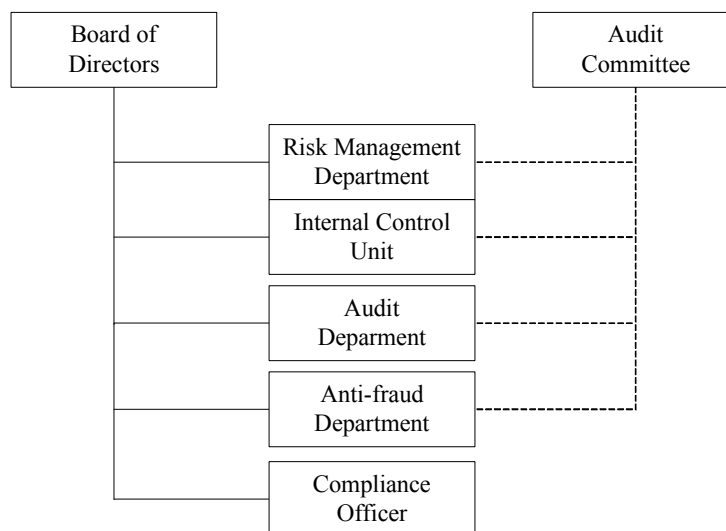 Board of
Directors
Audit
Committee
Risk Management
Department
Internal Control
Unit
Audit
Deparment
Anti-fraud
Department
Compliance
Officer